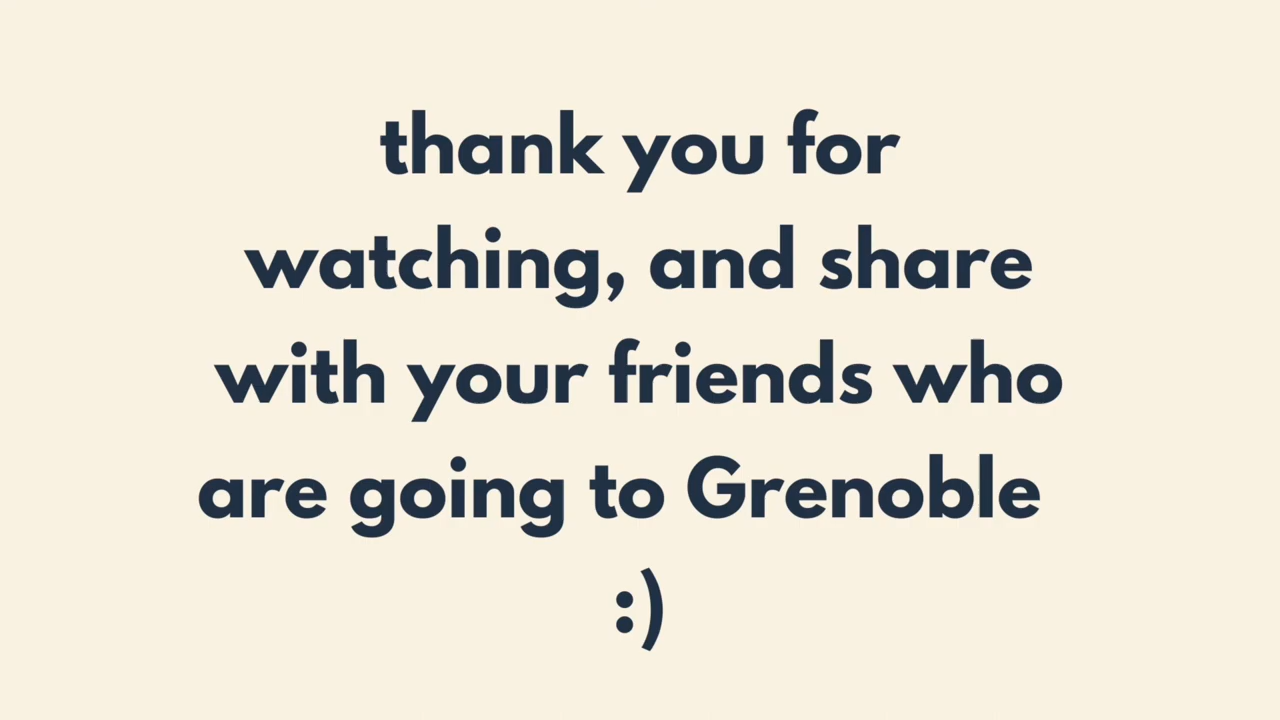 thank you for
watching, and share
with your friends who
are going to Grenoble
:)